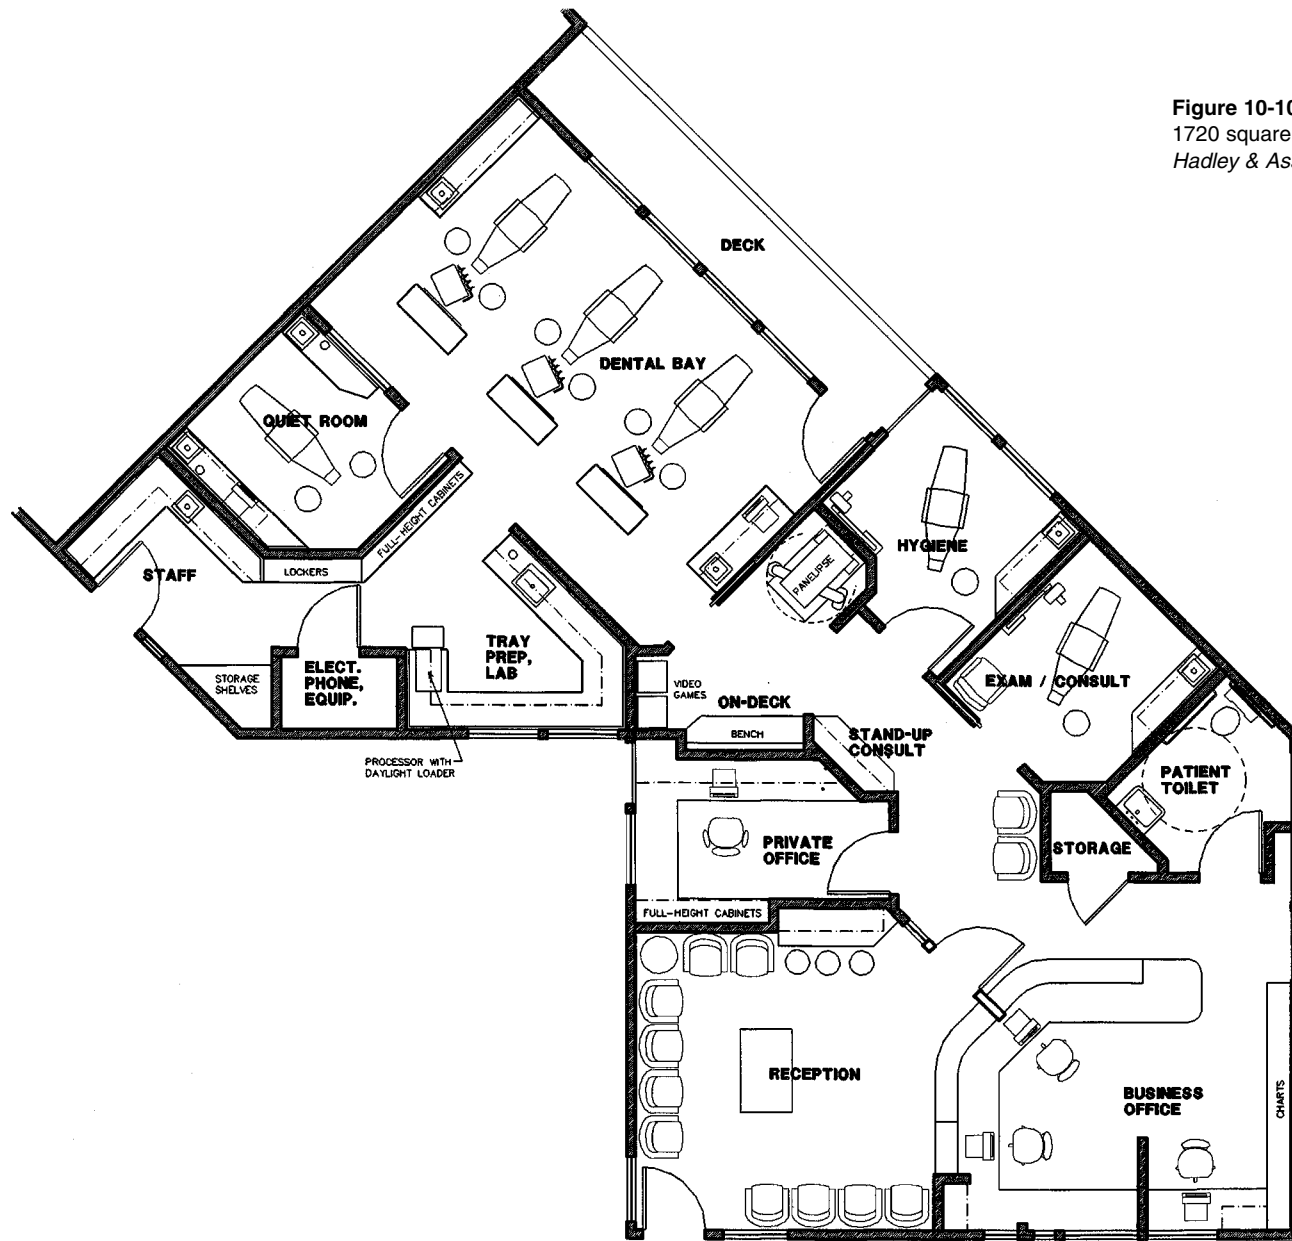 Figure 10-10
1720 square
Hadley & As
DECK
DENTAL BAY
QUIET ROOM
FULL-HEIGHT CABINETS
HYGIENE
PANELIPSE
LOCKERS
STAFF
TRAY
PREP,
LAB
ELECT.
PHONE,
EQUIP.
STORAGE
SHELVES
VIDEO
GAMES
ON-DECK
BENCH
EXAM / CONSULT
STAND-UP
CONSULT
PROCESSOR WITH
DAYLIGHT LOADER
PATIENT
TOILET
PRIVATE
OFFICE
STORAGE
FULL-HEIGHT CABINETS
RECEPTION
BUSINESS
OFFICE
CHARTS